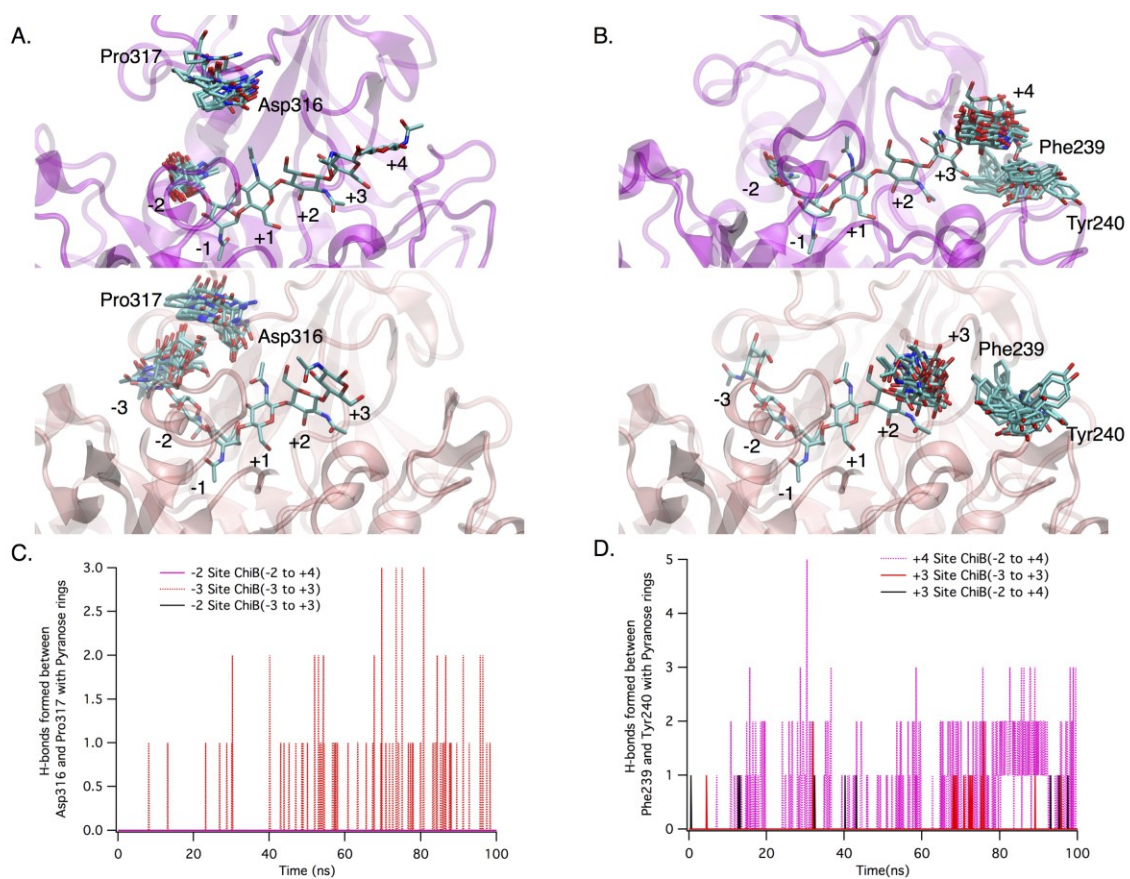 A.
Pro317
Asp316
-2
-1
+1
+2
+3
+4
B.
+4
Phe239
+3
Tyr240
-2
-1
+1
+2
Pro317
Asp316
-3
-2
-1
+1
+2
+3
+3
Phe239
-3
-2
-1
+1
+2
Tyr240
C.
-2 Site ChiB(-2 to +4)
-3 Site ChiB(-3 to +3)
-2 Site ChiB(-3 to +3)
H-bonds formed between
Asp316 and Pro317 with Pyranose rings
3.0
2.5
2.0
1.5
1.0
0.5
0.0
0 20 40 60 80 100
Time (ns)
D.
+4 Site ChiB(-2 to +4)
+3 Site ChiB(-3 to +3)
+3 Site ChiB(-2 to +4)
H-bonds formed between
Phe239 and Tyr240 with Pyranose rings
5
4
3
2
1
0
0 20 40 60 80 100
Time(ns)